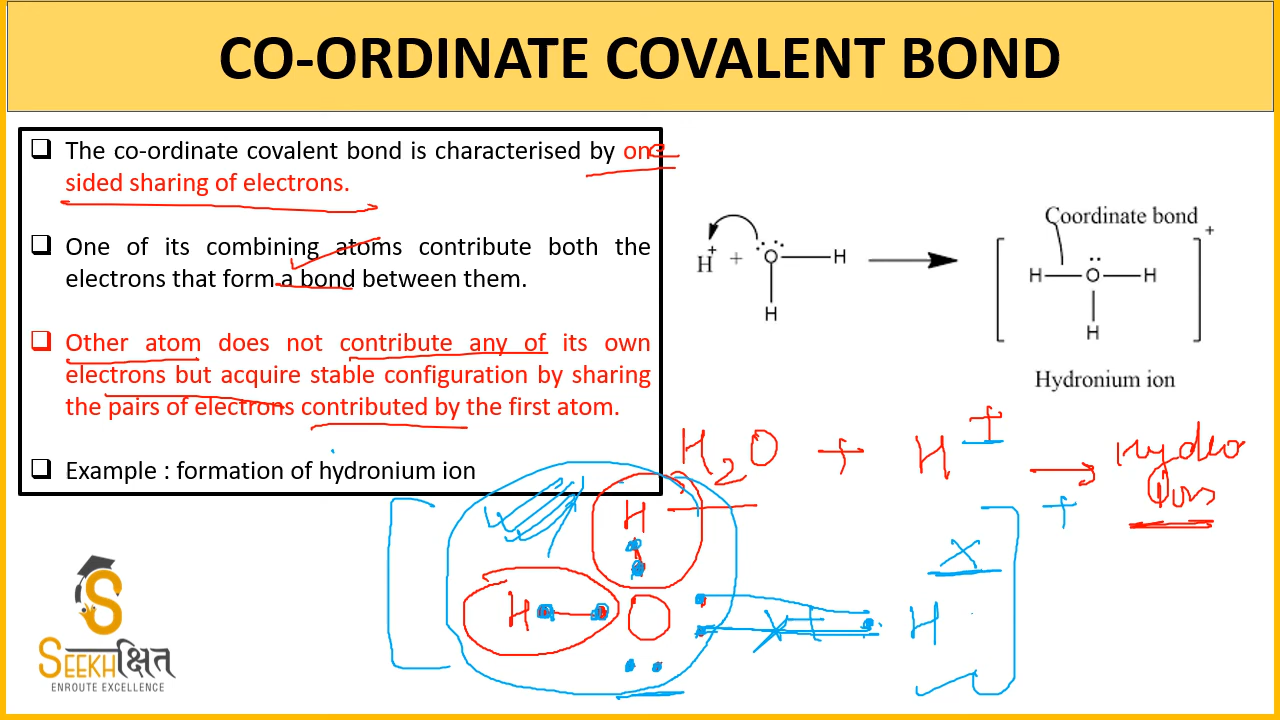 CO-ORDINATE COVALENT BOND
❑ The co-ordinate covalent bond is characterised by one
sided sharing of electrons.
❑ One of its combining atoms contribute both the
electrons that form a bond between them.
❑ Other atom does not contribute any of its own
electrons but acquire stable configuration by sharing
the pairs of electrons contributed by the first atom.
❑ Example : formation of hydronium ion
Coordinate bond
H+ + O H
H
[ H O H ]+
H
Hydronium ion
H2O + H+ → Hydro
ions
[ H ]+
X
H O X H
SEEKHक्षित
ENROUTE EXCELLENCE